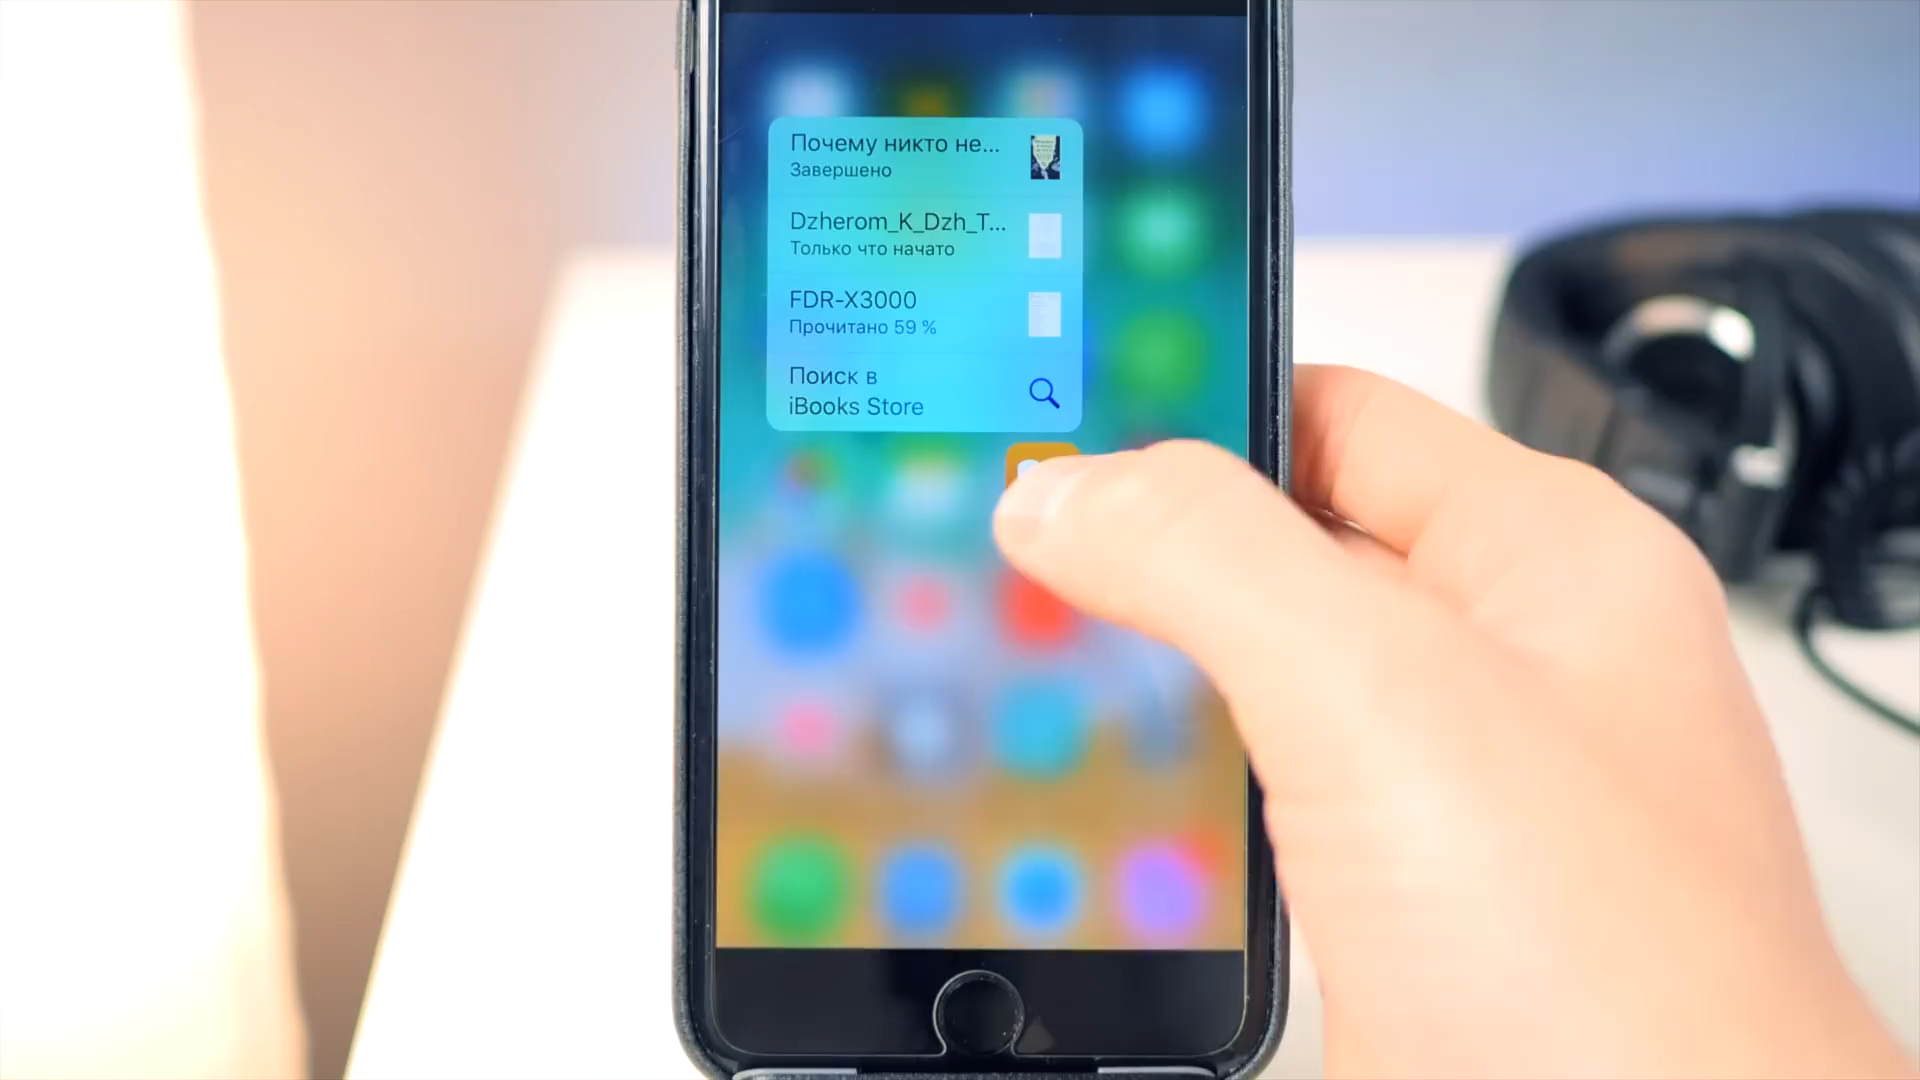 Почему никто не...
Завершено
Dzherom_K_Dzh_T...
Только что начато
FDR-X3000
Прочитано 59 %
Поиск в
iBooks Store